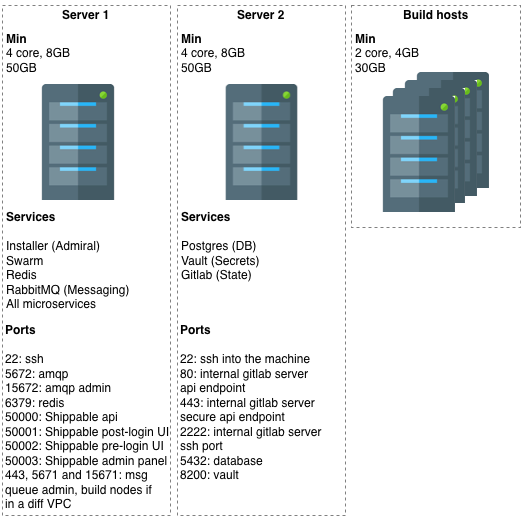 Server 1
Min
4 core, 8GB
50GB
Services
Installer (Admiral)
Swarm
Redis
RabbitMQ (Messaging)
All microservices
Ports
22: ssh
5672: amqp
15672: amqp admin
6379: redis
50000: Shippable api
50001: Shippable post-login UI
50002: Shippable pre-login UI
50003: Shippable admin panel
443, 5671 and 15671: msg
queue admin, build nodes if
in a diff VPC
Server 2
Min
4 core, 8GB
50GB
Services
Postgres (DB)
Vault (Secrets)
Gitlab (State)
Ports
22: ssh into the machine
80: internal gitlab server
api endpoint
443: internal gitlab server
secure api endpoint
2222: internal gitlab server
ssh port
5432: database
8200: vault
Build hosts
Min
2 core, 4GB
30GB